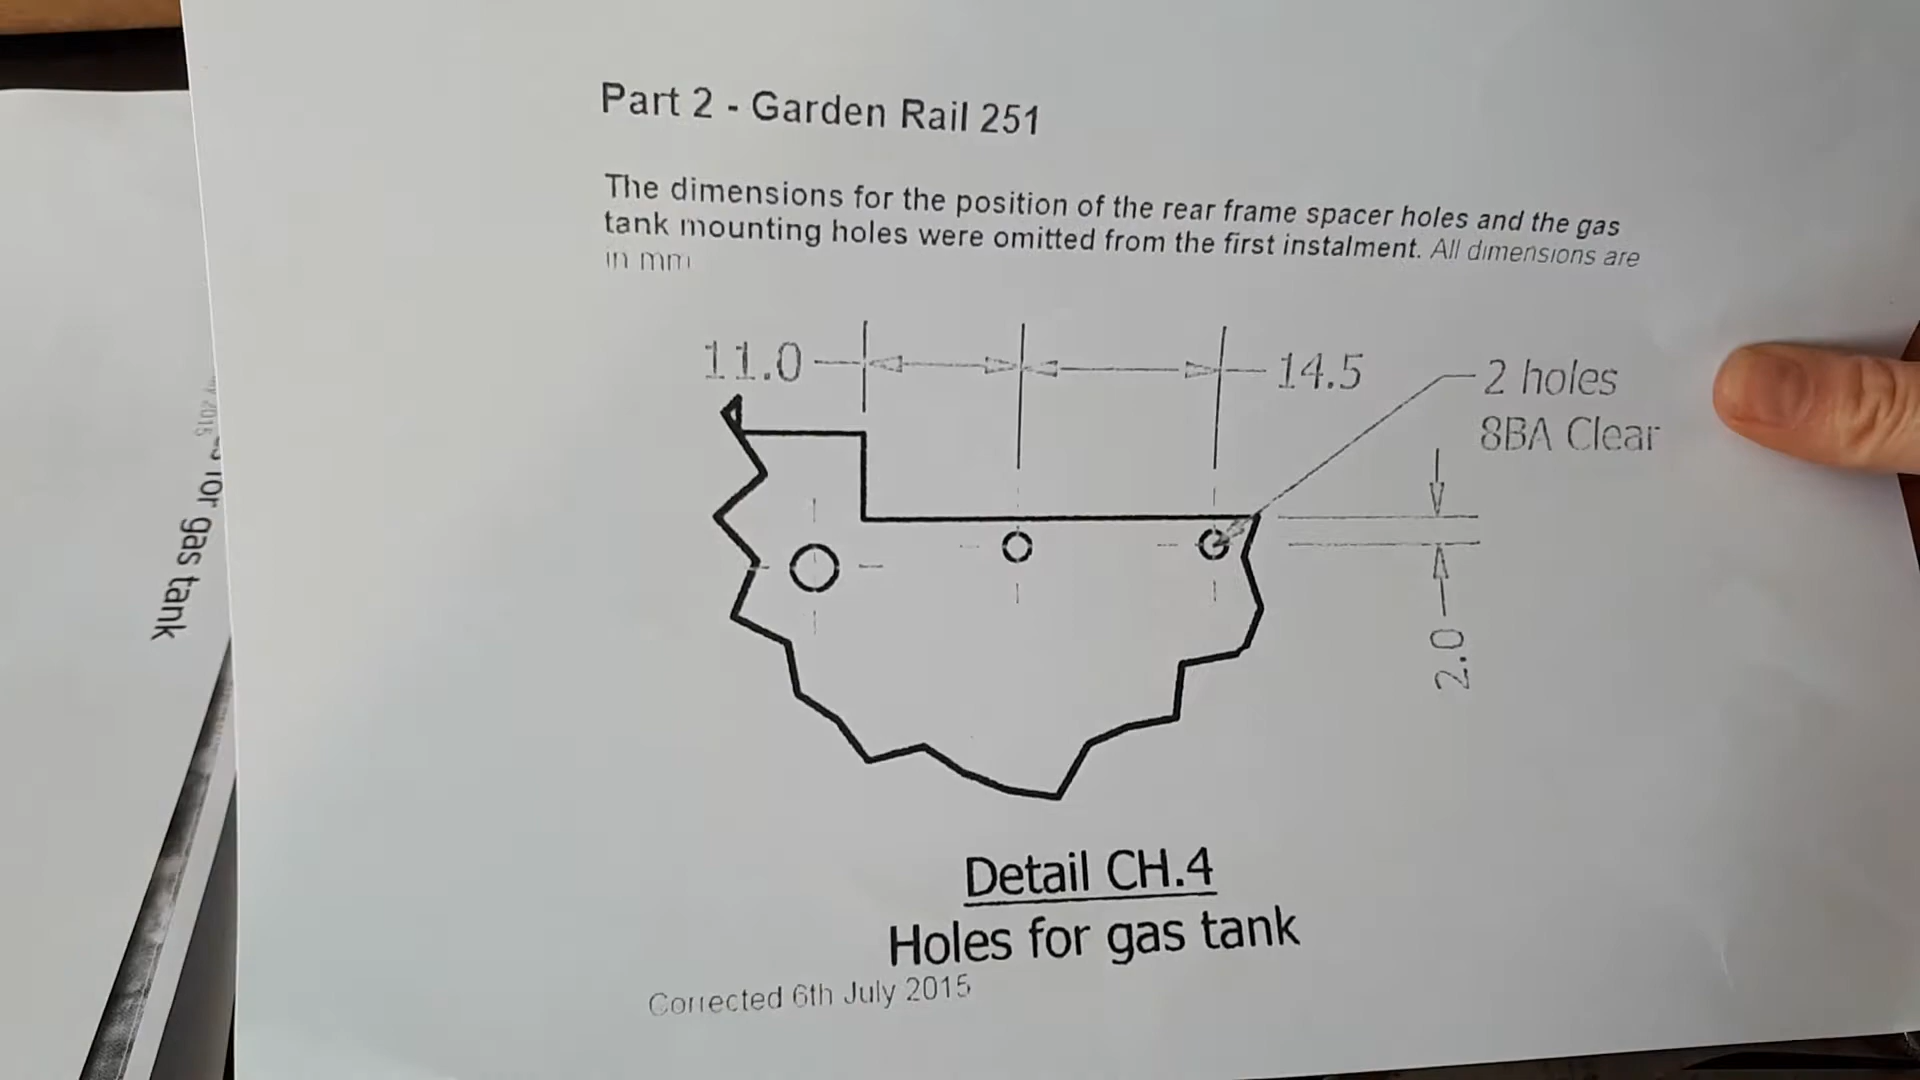 Part 2 - Garden Rail 251
The dimensions for the position of the rear frame spacer holes and the gas
tank mounting holes were omitted from the first instalment. All dimensions are
in mm
11.0
14.5
2 holes
8BA Clear
2.0
Detail CH.4
Holes for gas tank
Corrected 6th July 2015
2015
for gas tank